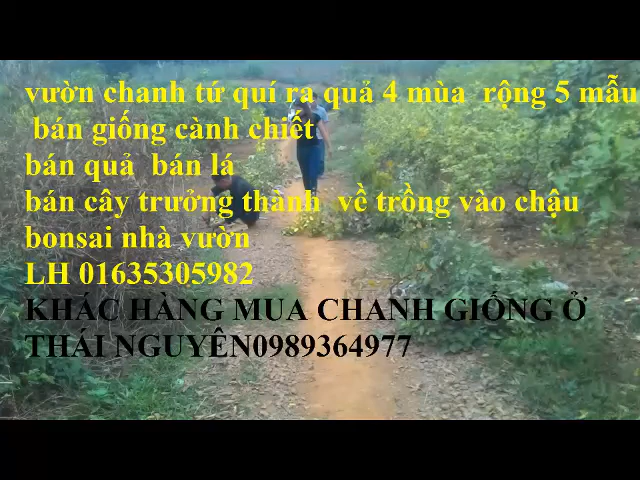 vườn chanh tứ quí ra quả 4 mùa rộng 5 mẫu
bán giống cành chiết
bán quả bán lá
bán cây trưởng thành về trồng vào chậu
bonsai nhà vườn
LH 01635305982
KHÁC HÀNG MUA CHANH GIỐNG Ở
THÁI NGUYÊN0989364977